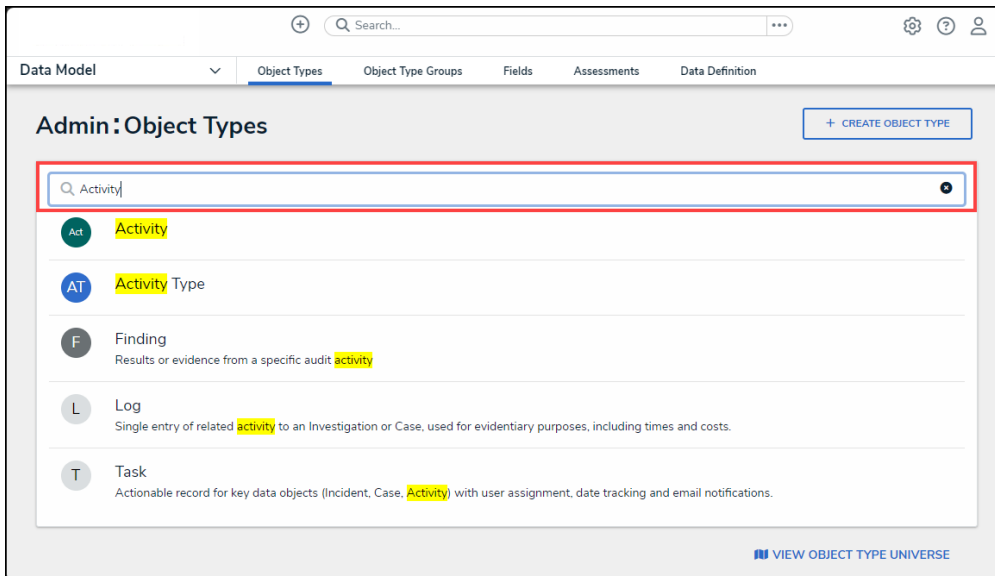 Search...
Data Model
Object Types
Object Type Groups
Fields
Assessments
Data Definition
Admin:Object Types
+ CREATE OBJECT TYPE
Activity
Act
Activity
AT
Activity Type
F
Finding
Results or evidence from a specific audit activity
L
Log
Single entry of related activity to an Investigation or Case, used for evidentiary purposes, including times and costs.
T
Task
Actionable record for key data objects (Incident, Case, Activity) with user assignment, date tracking and email notifications.
VIEW OBJECT TYPE UNIVERSE